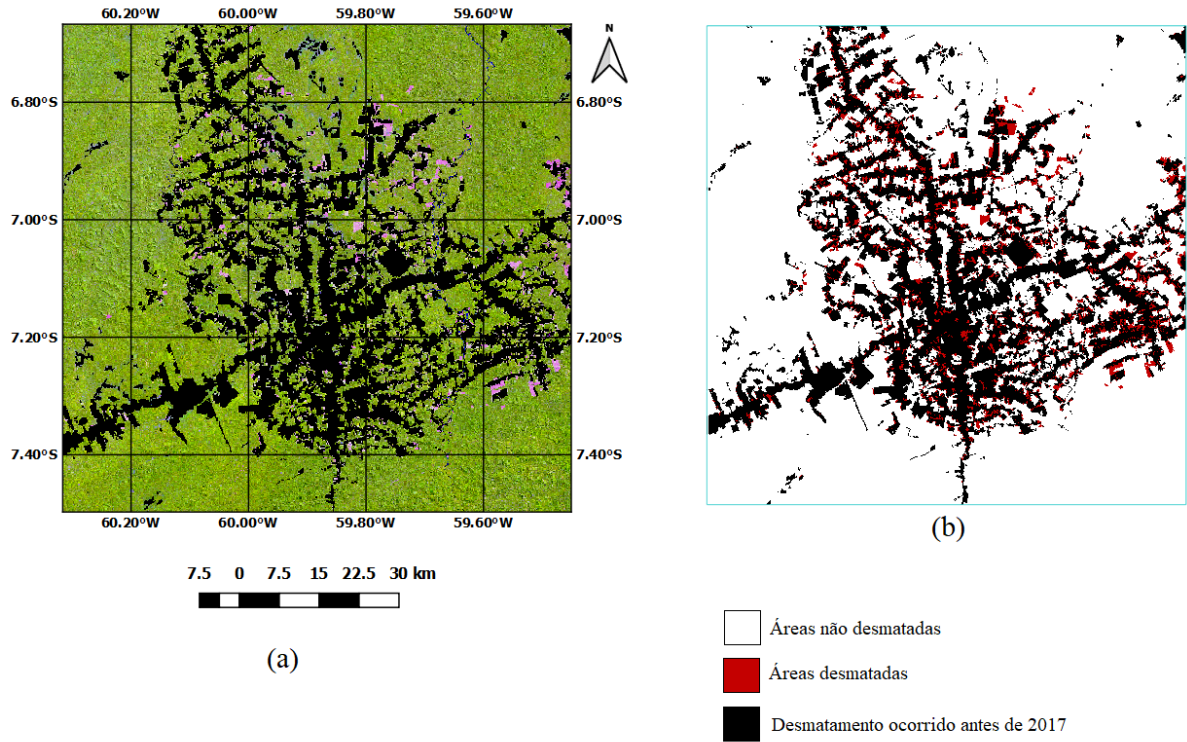 60.20°W 60.00°W 59.80°W 59.60°W
N
6.80°S 6.80°S
7.00°S 7.00°S
7.20°S 7.20°S
7.40°S 7.40°S
60.20°W 60.00°W 59.80°W 59.60°W
7.5 0 7.5 15 22.5 30 km
(a)
(b)
Áreas não desmatadas
Áreas desmatadas
Desmatamento ocorrido antes de 2017